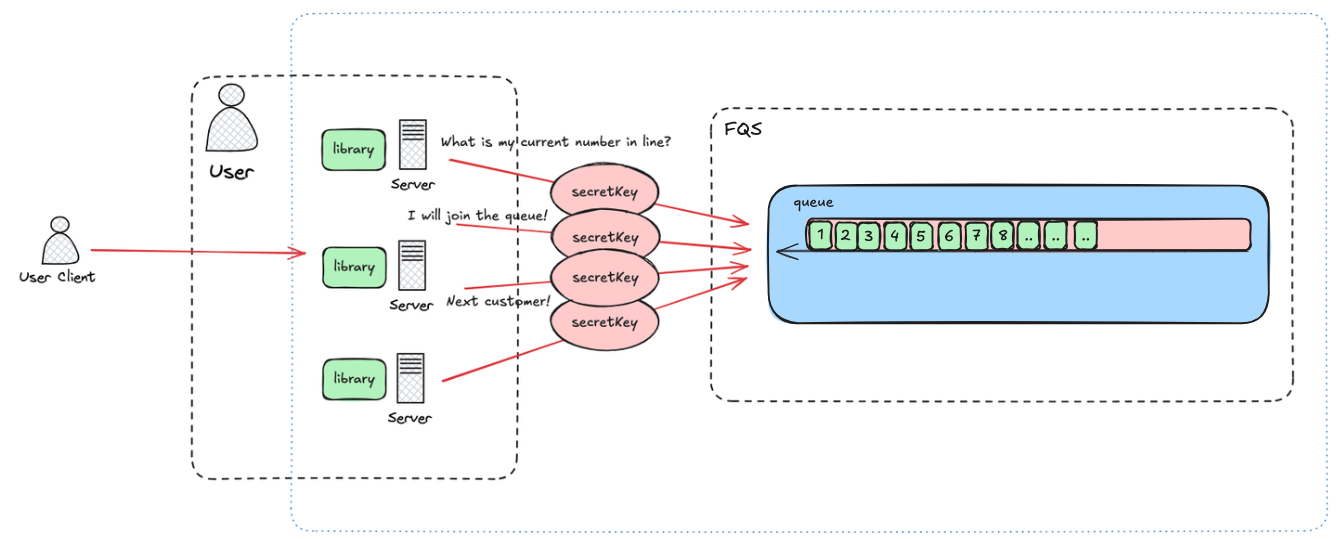 FQS
User
library
Server
What is my current number in line?
secretKey
I will join the queue!
secretKey
queue
1 2 3 4 5 6 7 8 .. .. ..
User Client
library
Server
secretKey
Next customer!
secretKey
library
Server